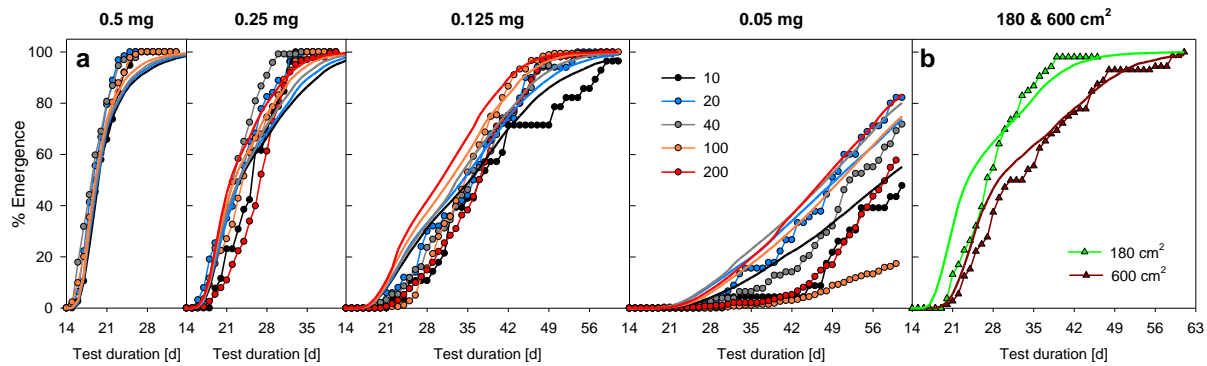 0.5 mg 0.25 mg 0.125 mg 0.05 mg 180 & 600 cm²
a b
% Emergence
100
80
60
40
20
0
10
20
40
100
200
180 cm²
600 cm²
14 21 28 14 21 28 35 14 21 28 35 42 49 56 14 21 28 35 42 49 56 14 21 28 35 42 49 56 63
Test duration [d] Test duration [d] Test duration [d] Test duration [d] Test duration [d]